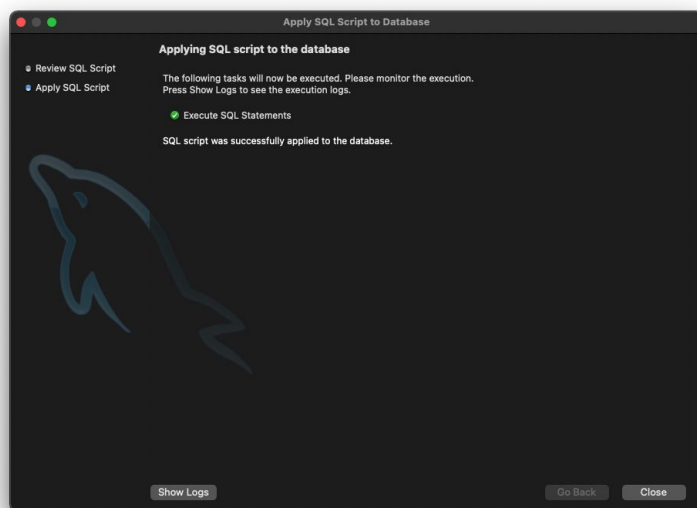 Apply SQL Script to Database
Review SQL Script
Apply SQL Script
Applying SQL script to the database
The following tasks will now be executed. Please monitor the execution.
Press Show Logs to see the execution logs.
Execute SQL Statements
SQL script was successfully applied to the database.
Show Logs
Go Back
Close